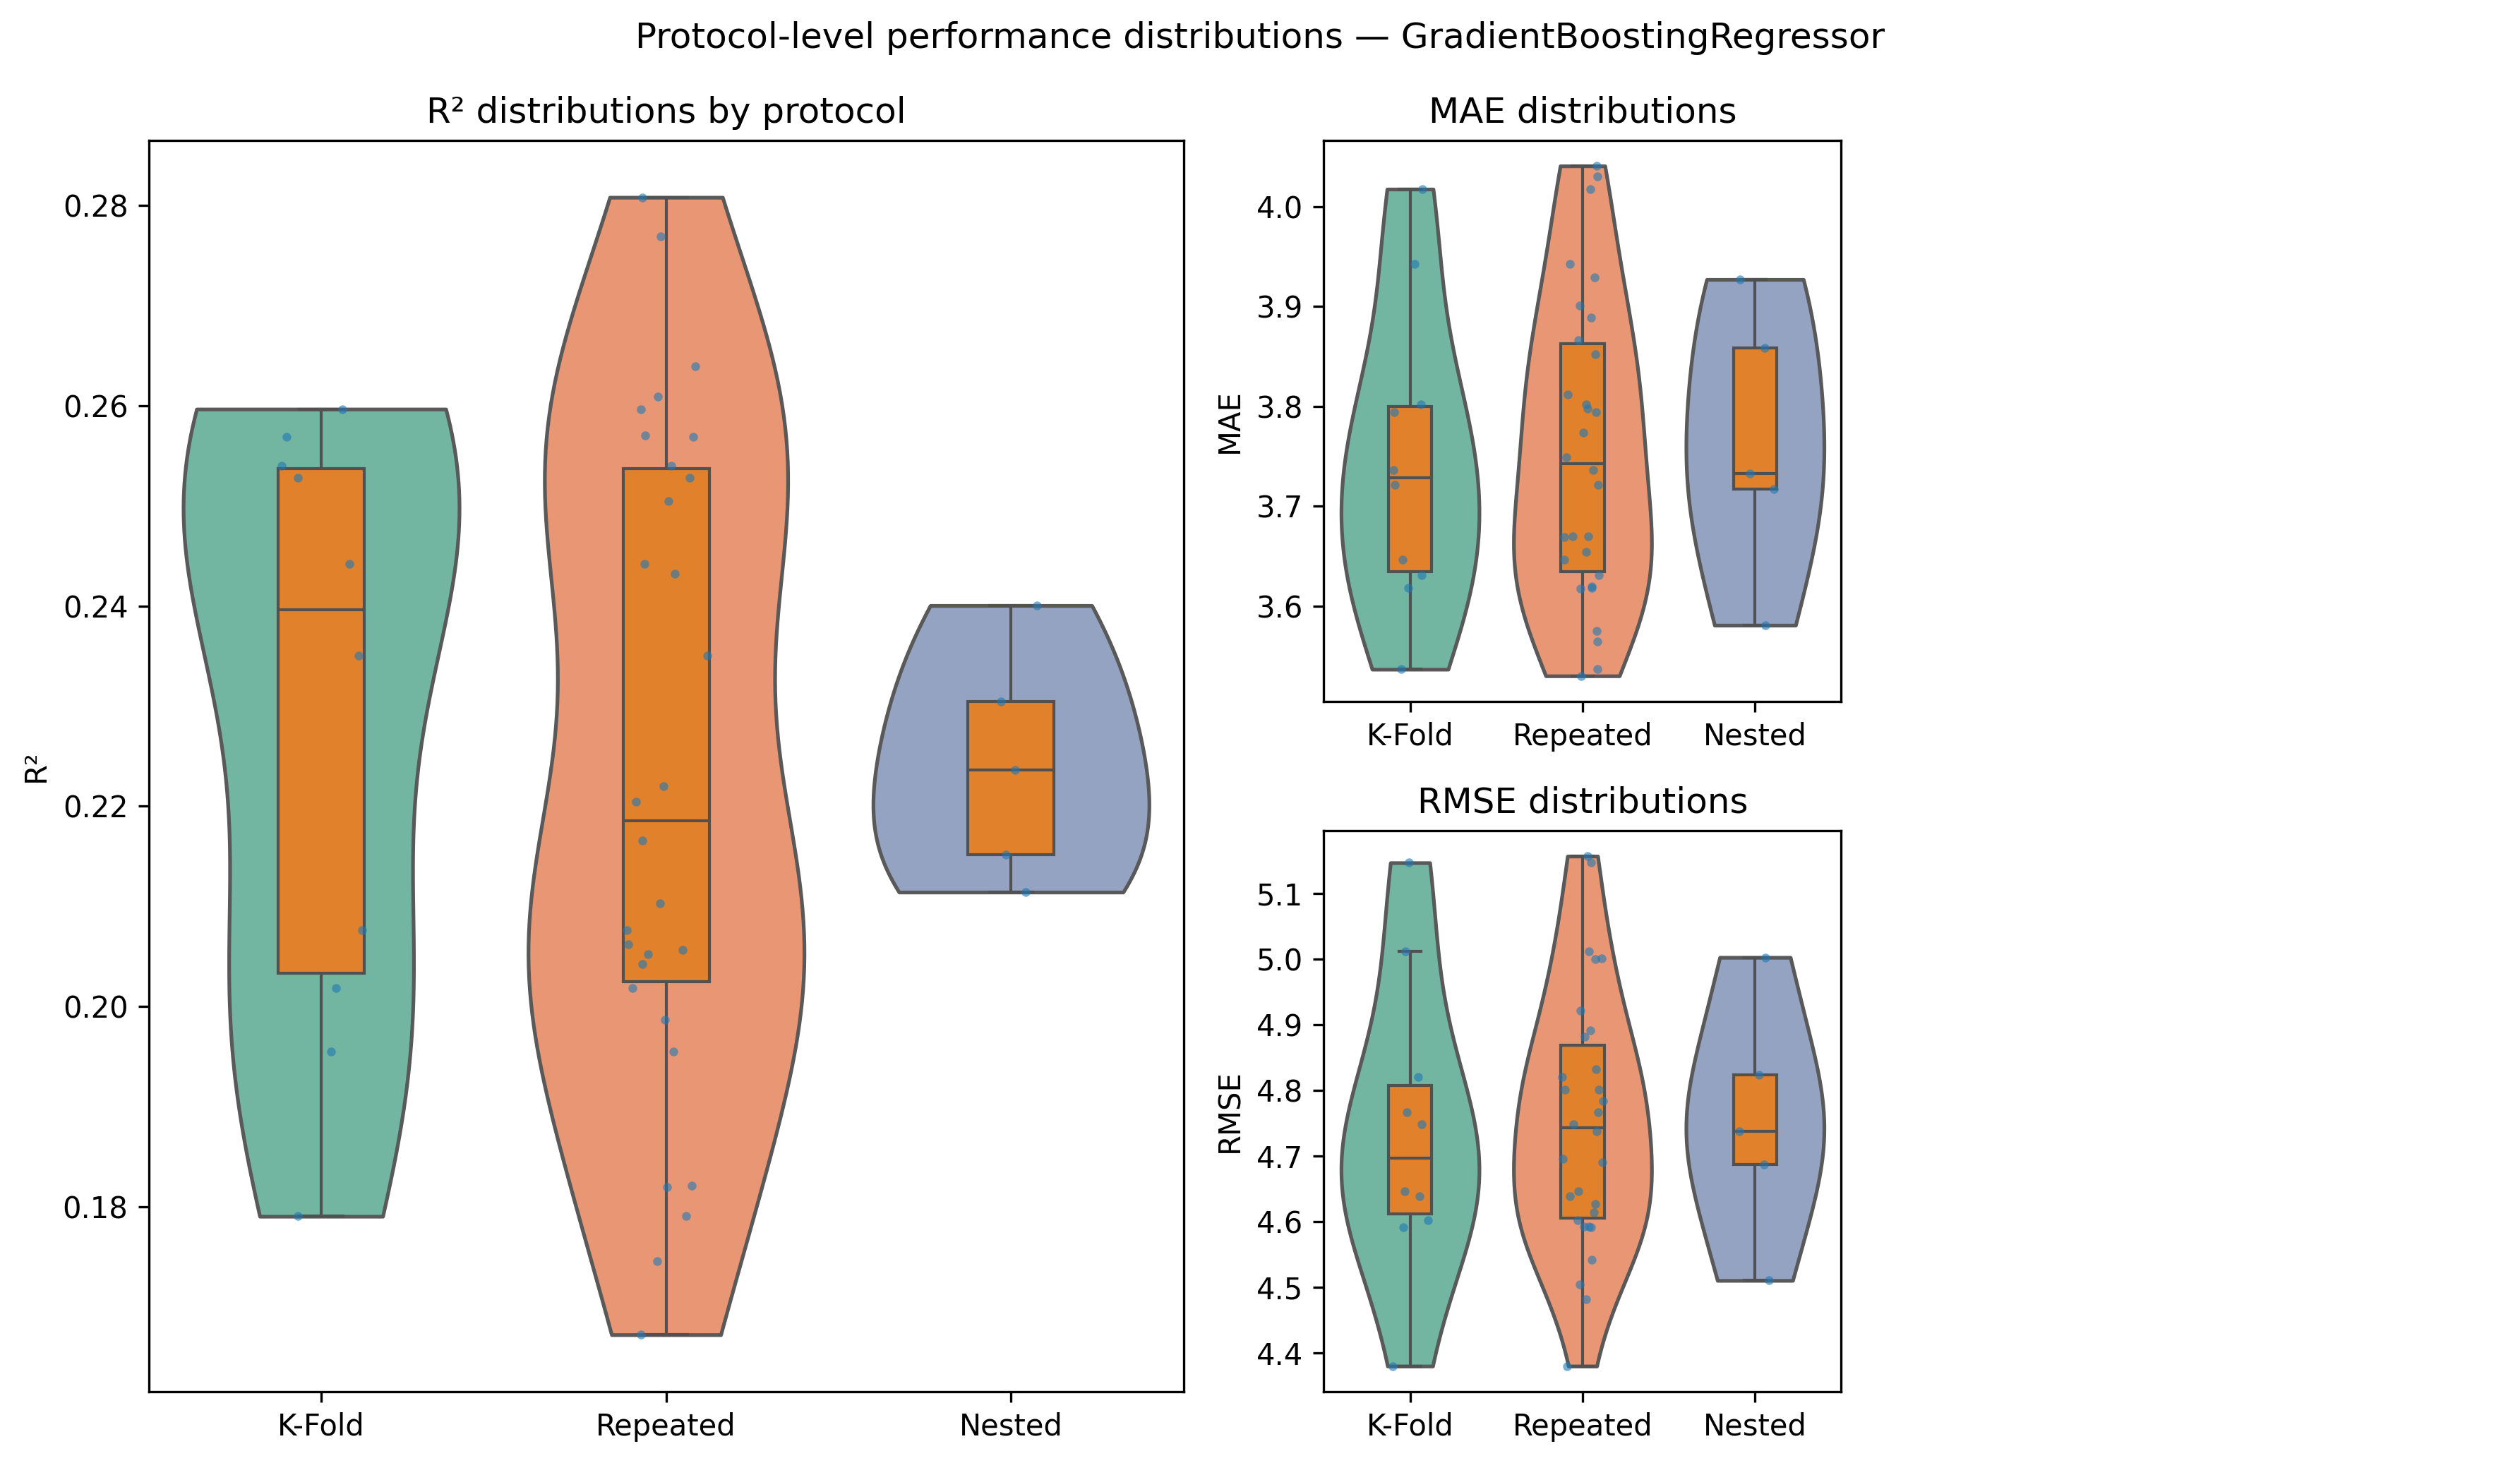 Protocol-level performance distributions — GradientBoostingRegressor
R² distributions by protocol
R²
0.28
0.26
0.24
0.22
0.20
0.18
K-Fold Repeated Nested
MAE distributions
MAE
4.0
3.9
3.8
3.7
3.6
K-Fold Repeated Nested
RMSE distributions
RMSE
5.1
5.0
4.9
4.8
4.7
4.6
4.5
4.4
K-Fold Repeated Nested